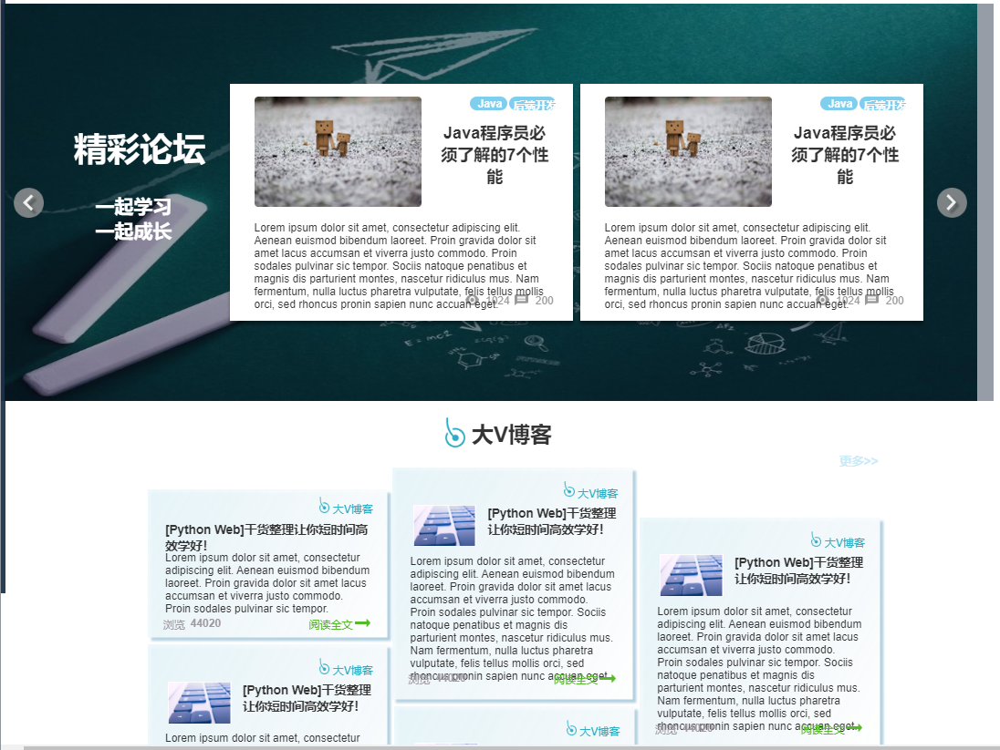 精彩论坛
一起学习
一起成长
Java 后端开发
Java程序员必
须了解的7个性
能
Lorem ipsum dolor sit amet, consectetur adipiscing elit.
Aenean euismod bibendum laoreet. Proin gravida dolor sit
amet lacus accumsan et viverra justo commodo. Proin
sodales pulvinar sic tempor. Sociis natoque penatibus et
magnis dis parturient montes, nascetur ridiculus mus. Nam
fermentum, nulla luctus pharetra vulputate, felis tellus mollis
orci, sed rhoncus pronin sapien nunc accuan eget.
1024 200
Java 后端开发
Java程序员必
须了解的7个性
能
Lorem ipsum dolor sit amet, consectetur adipiscing elit.
Aenean euismod bibendum laoreet. Proin gravida dolor sit
amet lacus accumsan et viverra justo commodo. Proin
sodales pulvinar sic tempor. Sociis natoque penatibus et
magnis dis parturient montes, nascetur ridiculus mus. Nam
fermentum, nulla luctus pharetra vulputate, felis tellus mollis
orci, sed rhoncus pronin sapien nunc accuan eget.
1024 200
E = mc2
大V博客
更多>>
大V博客
[Python Web]干货整理让你短时间高
效学好!
Lorem ipsum dolor sit amet, consectetur
adipiscing elit. Aenean euismod bibendum
laoreet. Proin gravida dolor sit amet lacus
accumsan et viverra justo commodo.
Proin sodales pulvinar sic tempor.
浏览 44020 阅读全文
大V博客
[Python Web]干货整理
让你短时间高效学好!
Lorem ipsum dolor sit amet, consectetur
大V博客
[Python Web]干货整理
让你短时间高效学好!
Lorem ipsum dolor sit amet, consectetur
adipiscing elit. Aenean euismod bibendum
laoreet. Proin gravida dolor sit amet lacus
accumsan et viverra justo commodo.
Proin sodales pulvinar sic tempor. Sociis
natoque penatibus et magnis dis
parturient montes, nascetur ridiculus mus.
Nam fermentum, nulla luctus pharetra
vulputate, felis tellus mollis orci, sed
rhoncus pronin sapien nunc accuan eget.
浏览 44020 阅读全文
大V博客
大V博客
[Python Web]干货整理
让你短时间高效学好!
Lorem ipsum dolor sit amet, consectetur
adipiscing elit. Aenean euismod bibendum
laoreet. Proin gravida dolor sit amet lacus
accumsan et viverra justo commodo.
Proin sodales pulvinar sic tempor. Sociis
natoque penatibus et magnis dis
parturient montes, nascetur ridiculus mus.
Nam fermentum, nulla luctus pharetra
vulputate, felis tellus mollis orci, sed
rhoncus pronin sapien nunc accuan eget.
浏览 44020 阅读全文